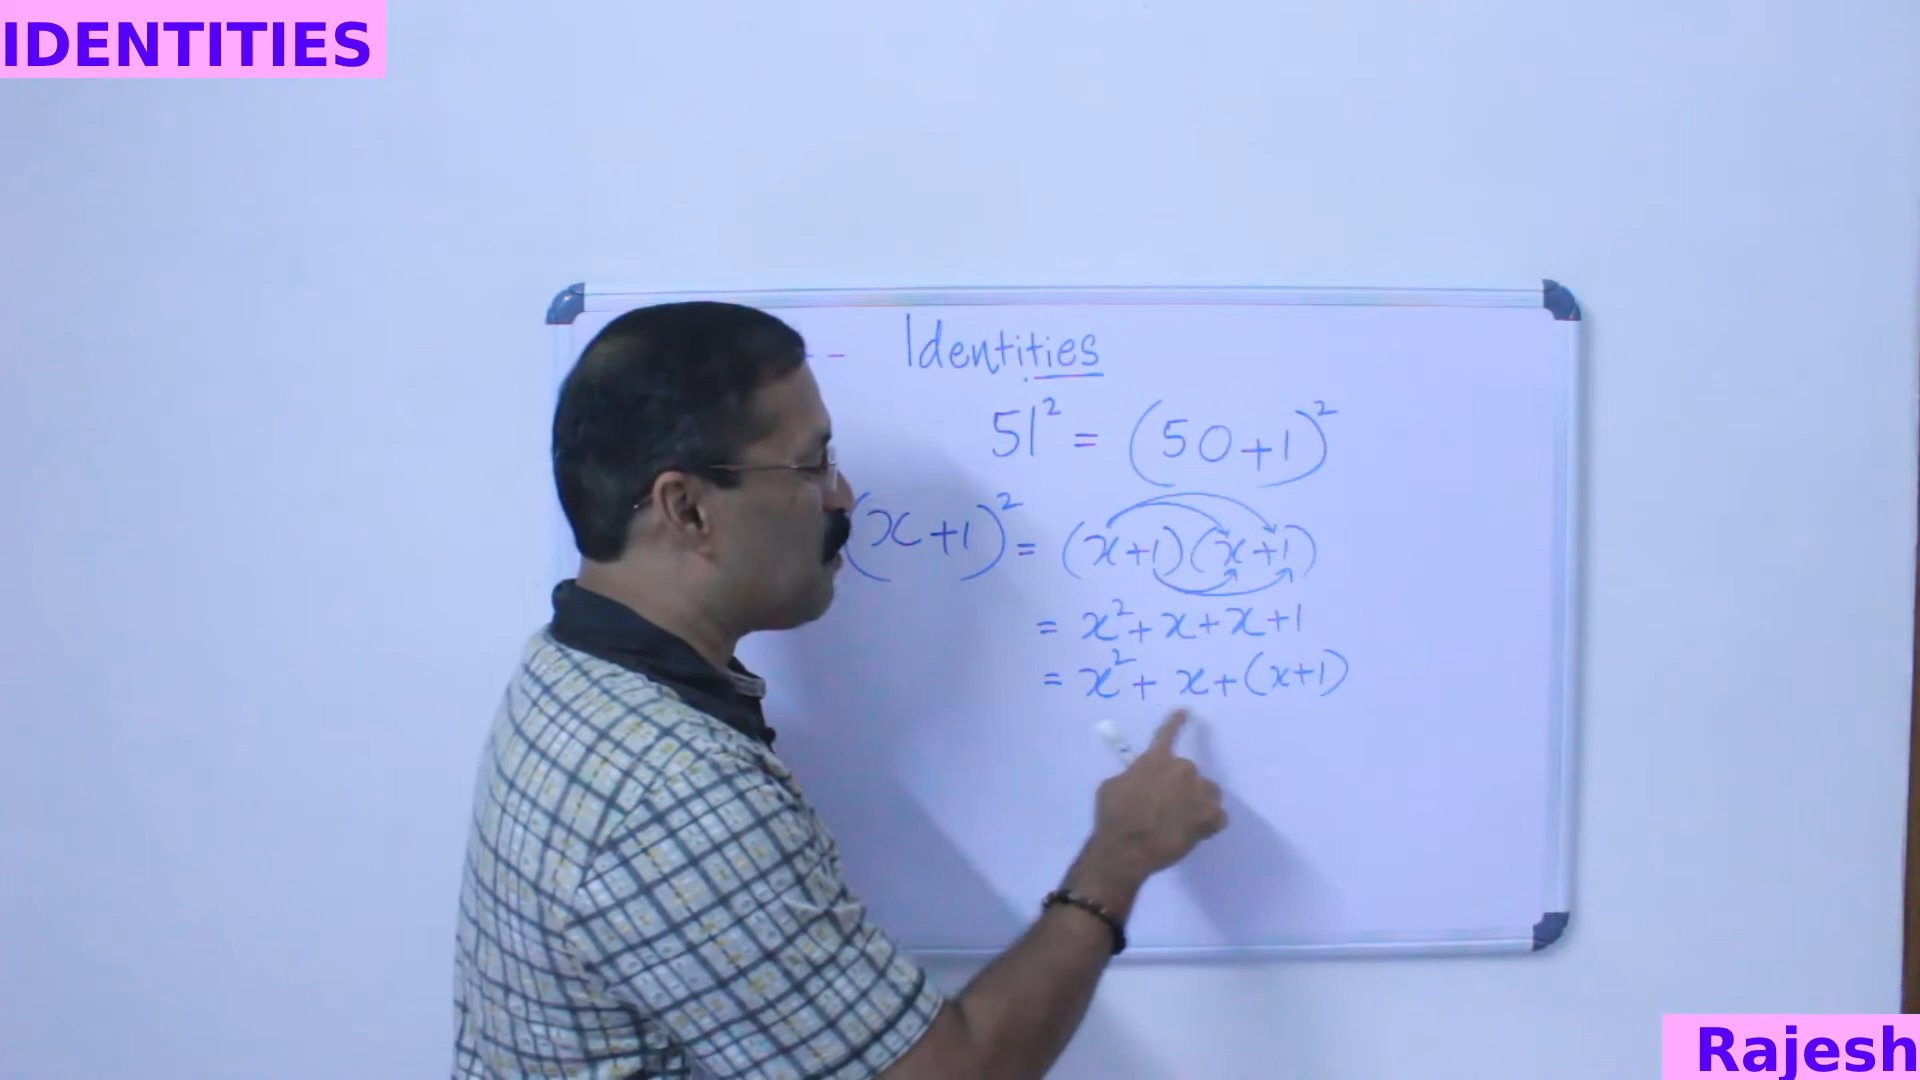 IDENTITIES
Identities
51² = (50+1)²
(x+1)² = (x+1)(x+1)
= x²+x+x+1
= x²+ x+(x+1)
Rajesh